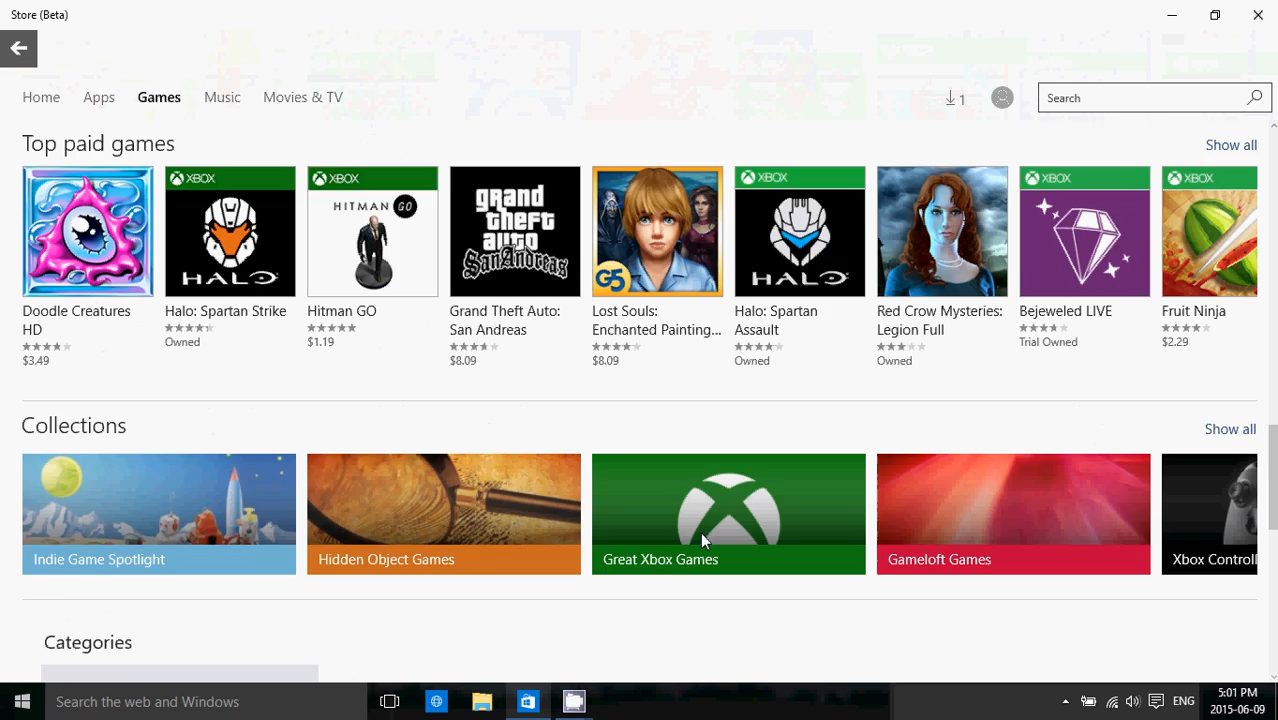 Store (Beta)
Home Apps Games Music Movies & TV
1
Search
Top paid games
Show all
XBOX
HALO
XBOX
HITMAN GO
grand
theft
auto
San Andreas
G5
XBOX
HALO
XBOX
XBOX
Doodle Creatures
HD
$3.49
Halo: Spartan Strike
Owned
Hitman GO
$1.19
Grand Theft Auto:
San Andreas
$8.09
Lost Souls:
Enchanted Painting...
$8.09
Halo: Spartan
Assault
Owned
Red Crow Mysteries:
Legion Full
Owned
Bejeweled LIVE
Trial Owned
Fruit Ninja
$2.29
Collections
Show all
Indie Game Spotlight
Hidden Object Games
Great Xbox Games
Gameloft Games
Xbox Controll
Categories
Search the web and Windows
ENG
5:01 PM
2015-06-09